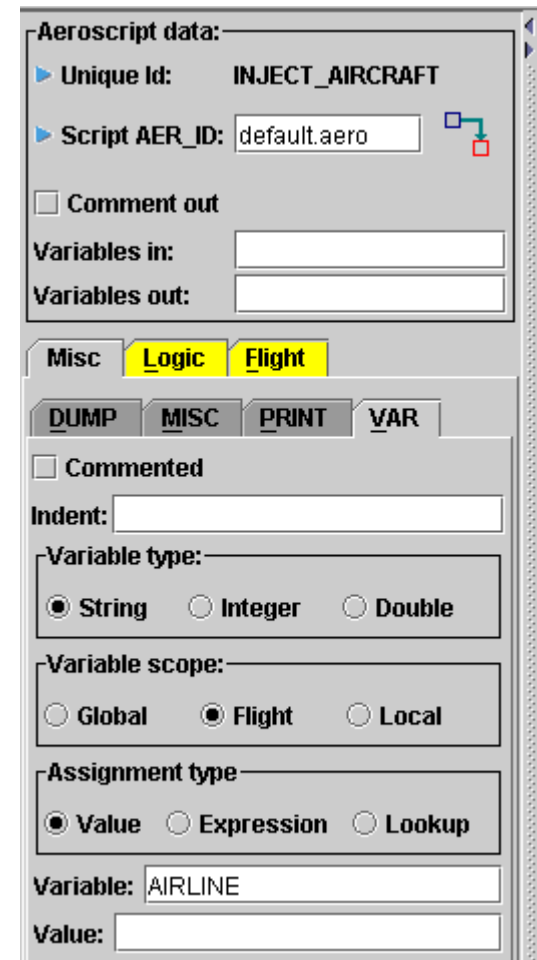 Aeroscript data:
Unique Id: INJECT_AIRCRAFT
Script AER_ID: default.aero
Comment out
Variables in:
Variables out:
Misc Logic Flight
DUMP MISC PRINT VAR
Commented
Indent:
Variable type:
String Integer Double
Variable scope:
Global Flight Local
Assignment type
Value Expression Lookup
Variable: AIRLINE
Value: